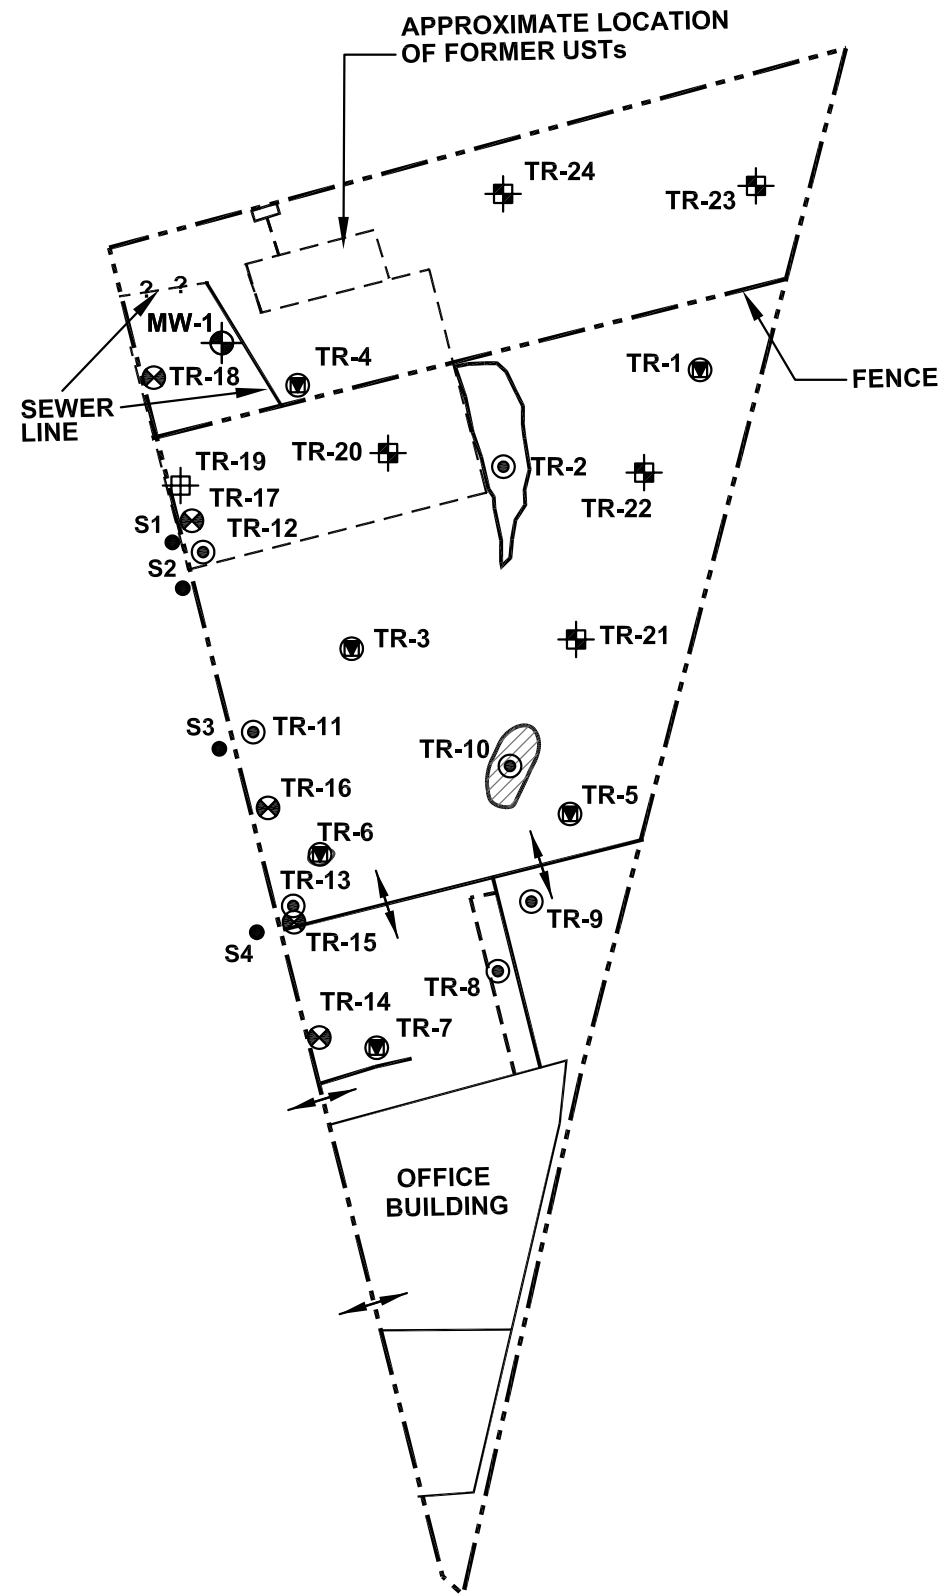 APPROXIMATE LOCATION
OF FORMER USTs
TR-24
TR-23
? ?
MW-1
TR-18
TR-4
TR-1
FENCE
SEWER
LINE
TR-20
TR-2
TR-22
TR-19
TR-17
S1
TR-12
S2
TR-3
TR-21
S3
TR-11
TR-10
TR-16
TR-5
TR-6
TR-13
TR-9
TR-15
S4
TR-8
TR-14
TR-7
OFFICE
BUILDING